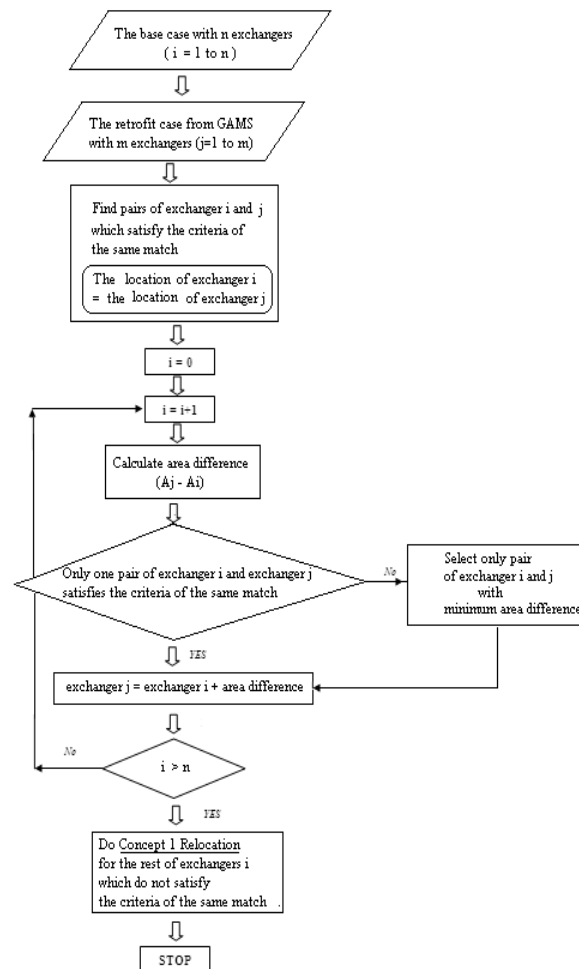 The base case with n exchangers
( i = 1 to n )
The retrofit case from GAMS
with m exchangers (j=1 to m)
Find pairs of exchanger i and j
which satisfy the criteria of
the same match
The location of exchanger i
= the location of exchanger j
i = 0
i = i+1
Calculate area difference
(Aj - Ai)
Only one pair of exchanger i and exchanger j
satisfies the criteria of the same match
No
Select only pair
of exchanger i and j
with
minimum area difference
YES
exchanger j = exchanger i + area difference
No
i > n
YES
Do Concept 1 Relocation
for the rest of exchangers i
which do not satisfy
the criteria of the same match .
STOP